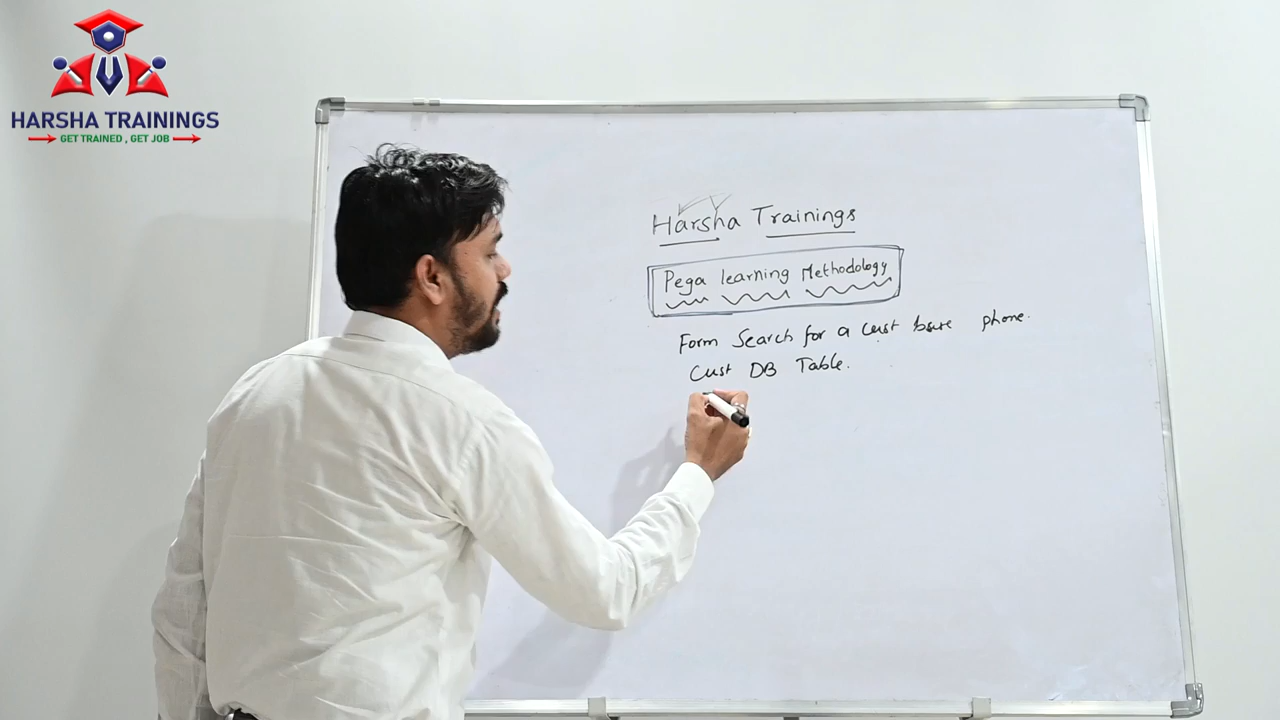 HARSHA TRAININGS
GET TRAINED , GET JOB
Harsha Trainings
Pega learning Methodology
Form Search for a Cust phone.
Cust DB Table.